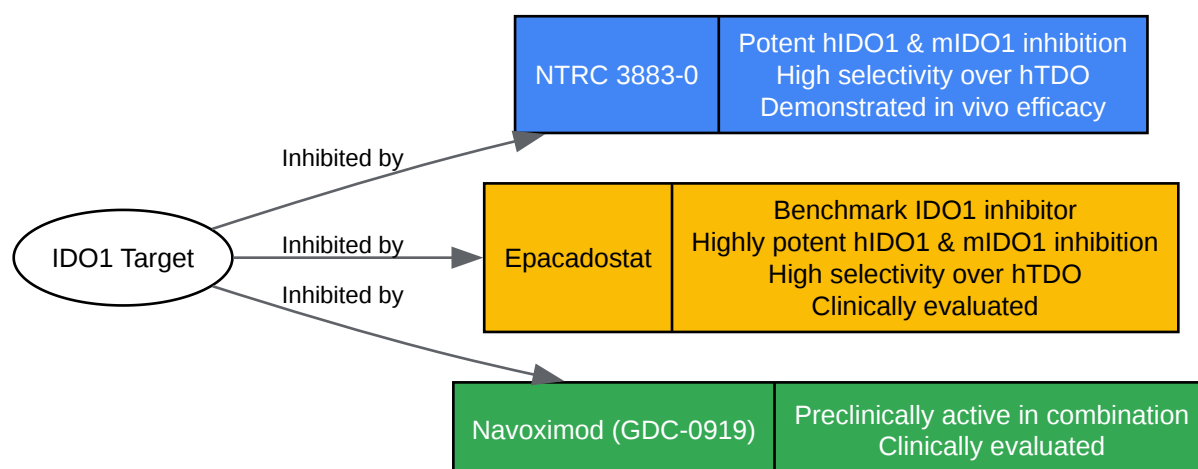 IDO1 Target
Inhibited by
NTRC 3883-0
Potent hIDO1 & mIDO1 inhibition
High selectivity over hTDO
Demonstrated in vivo efficacy
Inhibited by
Epacadostat
Benchmark IDO1 inhibitor
Highly potent hIDO1 & mIDO1 inhibition
High selectivity over hTDO
Clinically evaluated
Inhibited by
Navoximod (GDC-0919)
Preclinically active in combination
Clinically evaluated